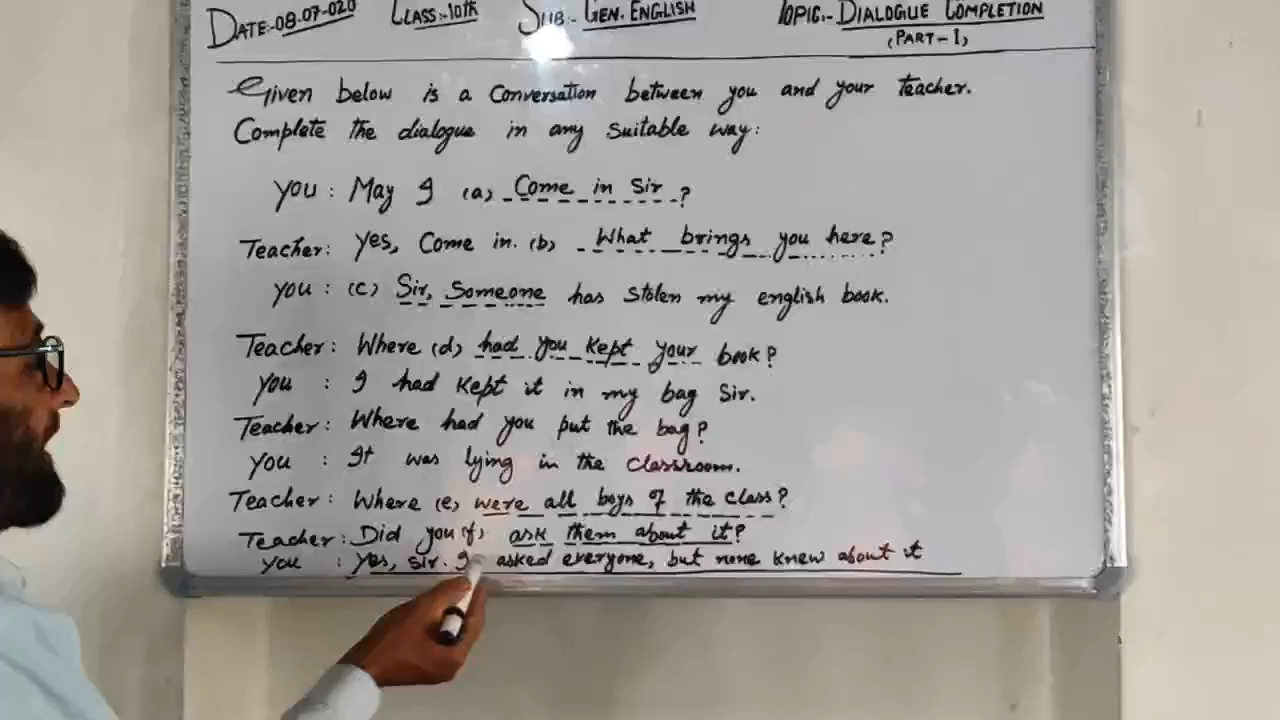 DATE:-08-07-020 CLASS:-10th SUB:- GEN. ENGLISH TOPIC:- DIALOGUE COMPLETION
(PART-I)
Given below is a Conversation between you and your teacher.
Complete the dialogue in any suitable way:
you : May I (a) Come in Sir ?
Teacher: Yes, Come in. (b) What brings you here?
you : (c) Sir, Someone has stolen my english book.
Teacher: Where (d) had you kept your book?
you : I had kept it in my bag Sir.
Teacher: Where had you put the bag?
you : It was lying in the classroom.
Teacher: Where (e) were all boys of the class?
Teacher: Did you (f) ask them about it?
you : Yes, sir. I asked everyone, but none knew about it